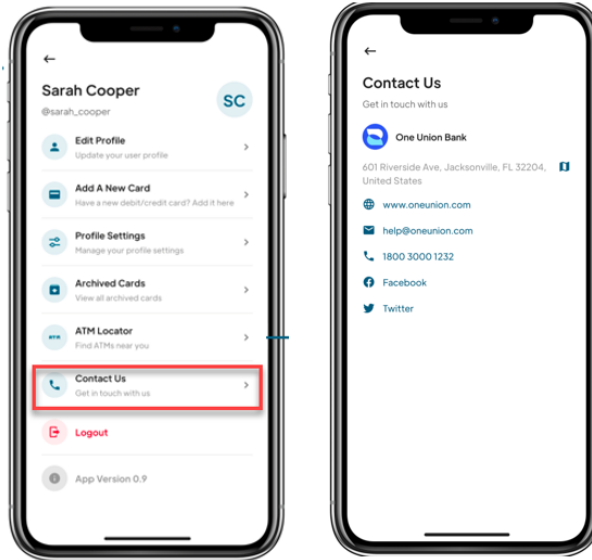 Sarah Cooper
SC
@sarah_cooper
Edit Profile
Update your user profile
Add A New Card
Have a new debit/credit card? Add it here
Profile Settings
Manage your profile settings
Archived Cards
View all archived cards
ATM
ATM Locator
Find ATMs near you
Contact Us
Get in touch with us
Logout
App Version 0.9
Contact Us
Get in touch with us
One Union Bank
601 Riverside Ave, Jacksonville, FL 32204,
United States
www.oneunion.com
help@oneunion.com
1800 3000 1232
Facebook
Twitter